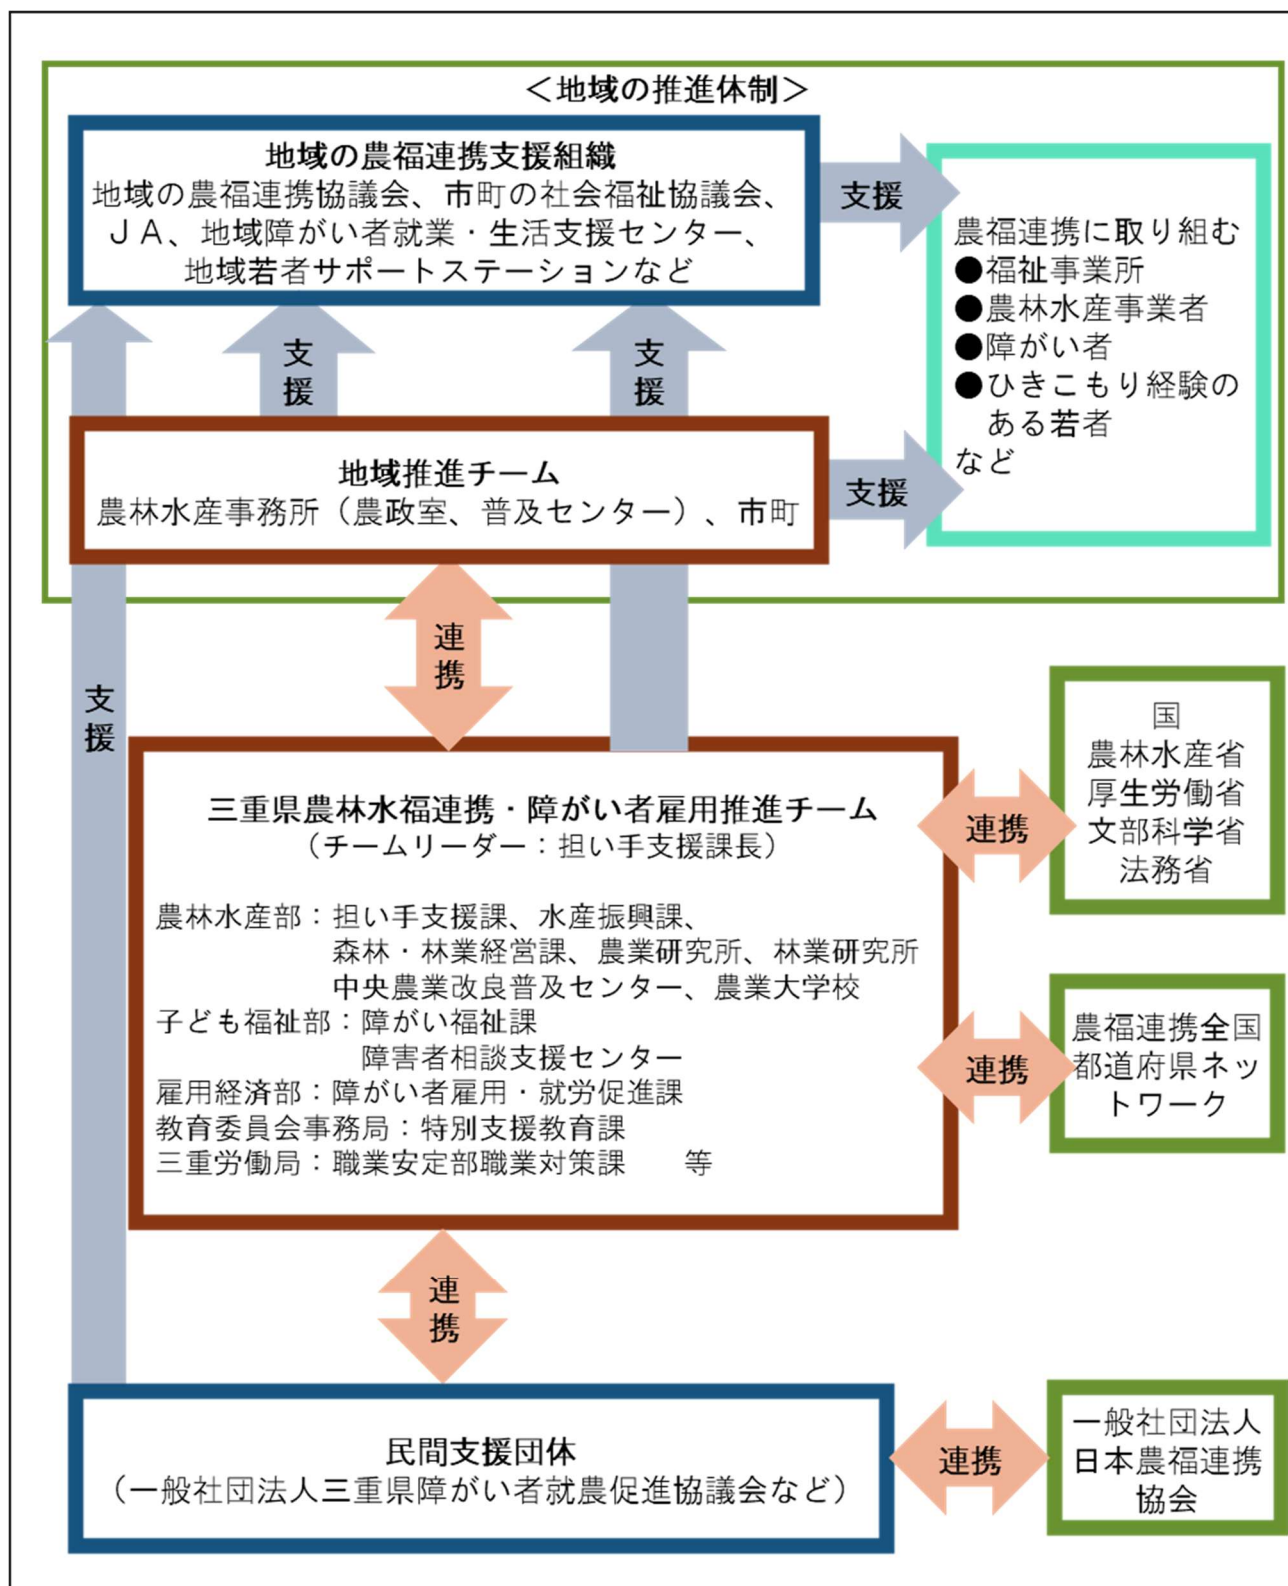 ＜地域の推進体制＞
地域の農福連携支援組織
地域の農福連携協議会、市町の社会福祉協議会、
ＪＡ、地域障がい者就業・生活支援センター、
地域若者サポートステーションなど
支援
農福連携に取り組む
●福祉事業所
●農林水産事業者
●障がい者
●ひきこもり経験の
ある若者
など
支援
支援
地域推進チーム
農林水産事務所（農政室、普及センター）、市町
支援
連携
支援
三重県農林水福連携・障がい者雇用推進チーム
（チームリーダー：担い手支援課長）
農林水産部：担い手支援課、水産振興課、
森林・林業経営課、農業研究所、林業研究所
中央農業改良普及センター、農業大学校
子ども福祉部：障がい福祉課
障害者相談支援センター
雇用経済部：障がい者雇用・就労促進課
教育委員会事務局：特別支援教育課
三重労働局：職業安定部職業対策課　　等
連携
国
農林水産省
厚生労働省
文部科学省
法務省
連携
農福連携全国
都道府県ネッ
トワーク
連携
民間支援団体
（一般社団法人三重県障がい者就農促進協議会など）
連携
一般社団法人
日本農福連携
協会